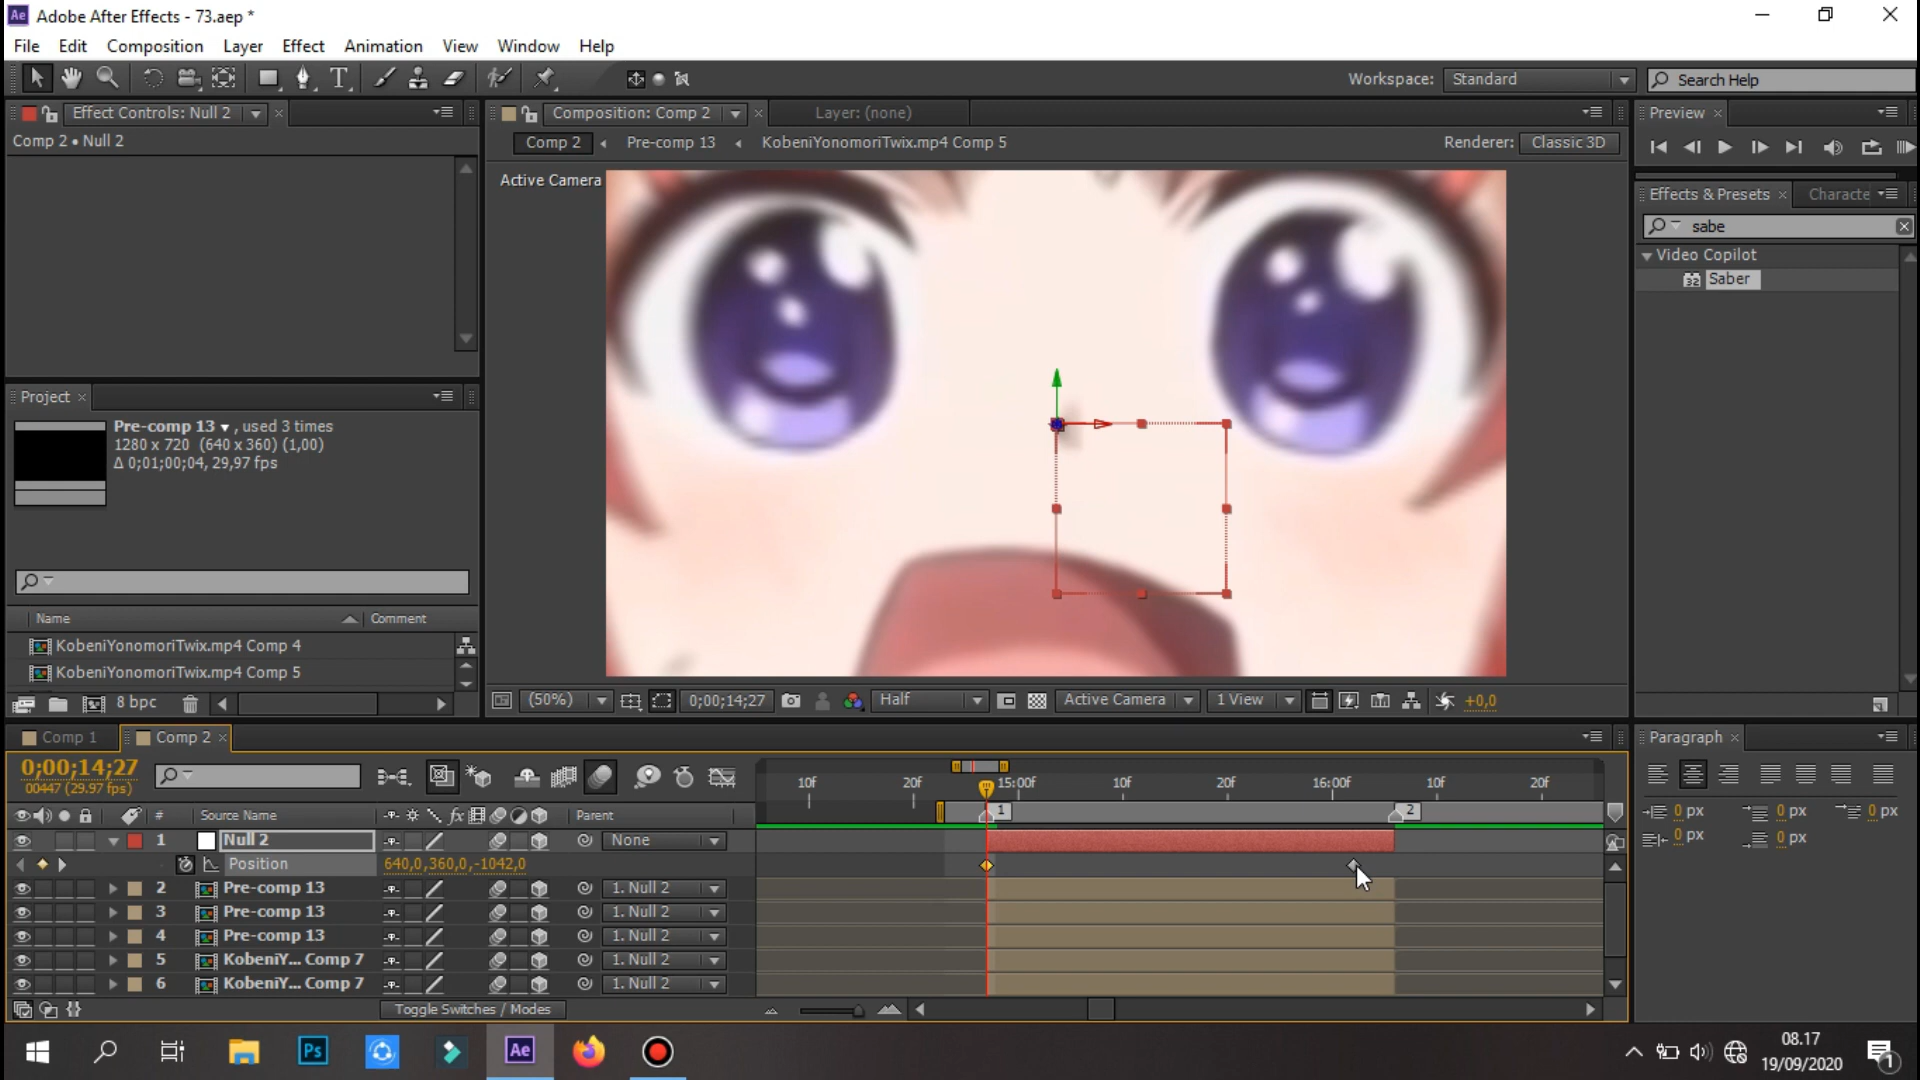 Ae Adobe After Effects - 73.aep *
File Edit Composition Layer Effect Animation View Window Help
T Workspace: Standard Search Help
Effect Controls: Null 2
Comp 2 • Null 2
Composition: Comp 2 Layer: (none)
Comp 2 Pre-comp 13 KobeniYonomoriTwix.mp4 Comp 5 Renderer: Classic 3D
Active Camera
Preview
Effects & Presets Characte
sabe
Video Copilot
32 Saber
Project
Pre-comp 13 , used 3 times
1280 x 720 (640 x 360) (1,00)
Δ 0;01;00;04, 29,97 fps
Name Comment
KobeniYonomoriTwix.mp4 Comp 4
KobeniYonomoriTwix.mp4 Comp 5
8 bpc
(50%) 0;00;14;27 Half Active Camera 1 View +0,0
Comp 1 Comp 2
0;00;14;27
00447 (29.97 fps)
10f 20f 15:00f 10f 20f 16:00f 10f 20f
1 2
# Source Name fx Parent
1 Null 2 None
Position 640,0,360,0,-1042,0
2 Pre-comp 13 1. Null 2
3 Pre-comp 13 1. Null 2
4 Pre-comp 13 1. Null 2
5 KobeniY... Comp 7 1. Null 2
6 KobeniY... Comp 7 1. Null 2
Toggle Switches / Modes
Paragraph
0 px 0 px 0 px
0 px 0 px
Ps Ae
08.17
19/09/2020
1